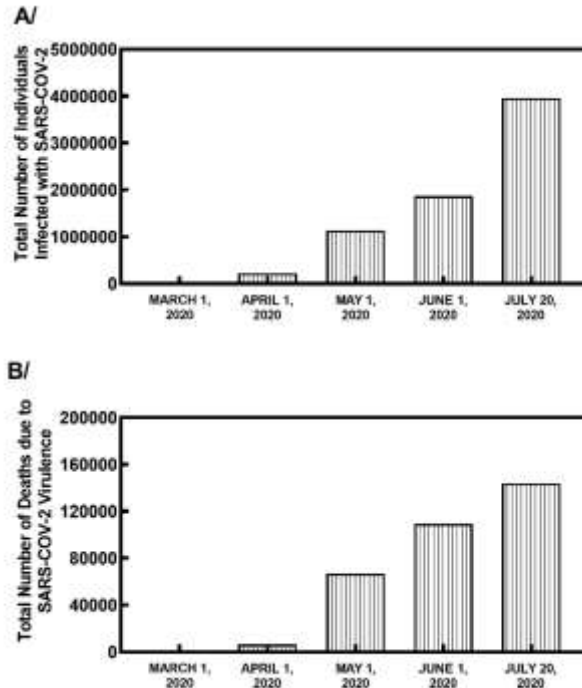 A/
Total Number of Individuals
Infected with SARS-COV-2
5000000
4000000
3000000
2000000
1000000
0
MARCH 1,
2020
APRIL 1,
2020
MAY 1,
2020
JUNE 1,
2020
JULY 20,
2020
B/
Total Number of Deaths due to
SARS-COV-2 Virulence
200000
160000
120000
80000
40000
0
MARCH 1,
2020
APRIL 1,
2020
MAY 1,
2020
JUNE 1,
2020
JULY 20,
2020